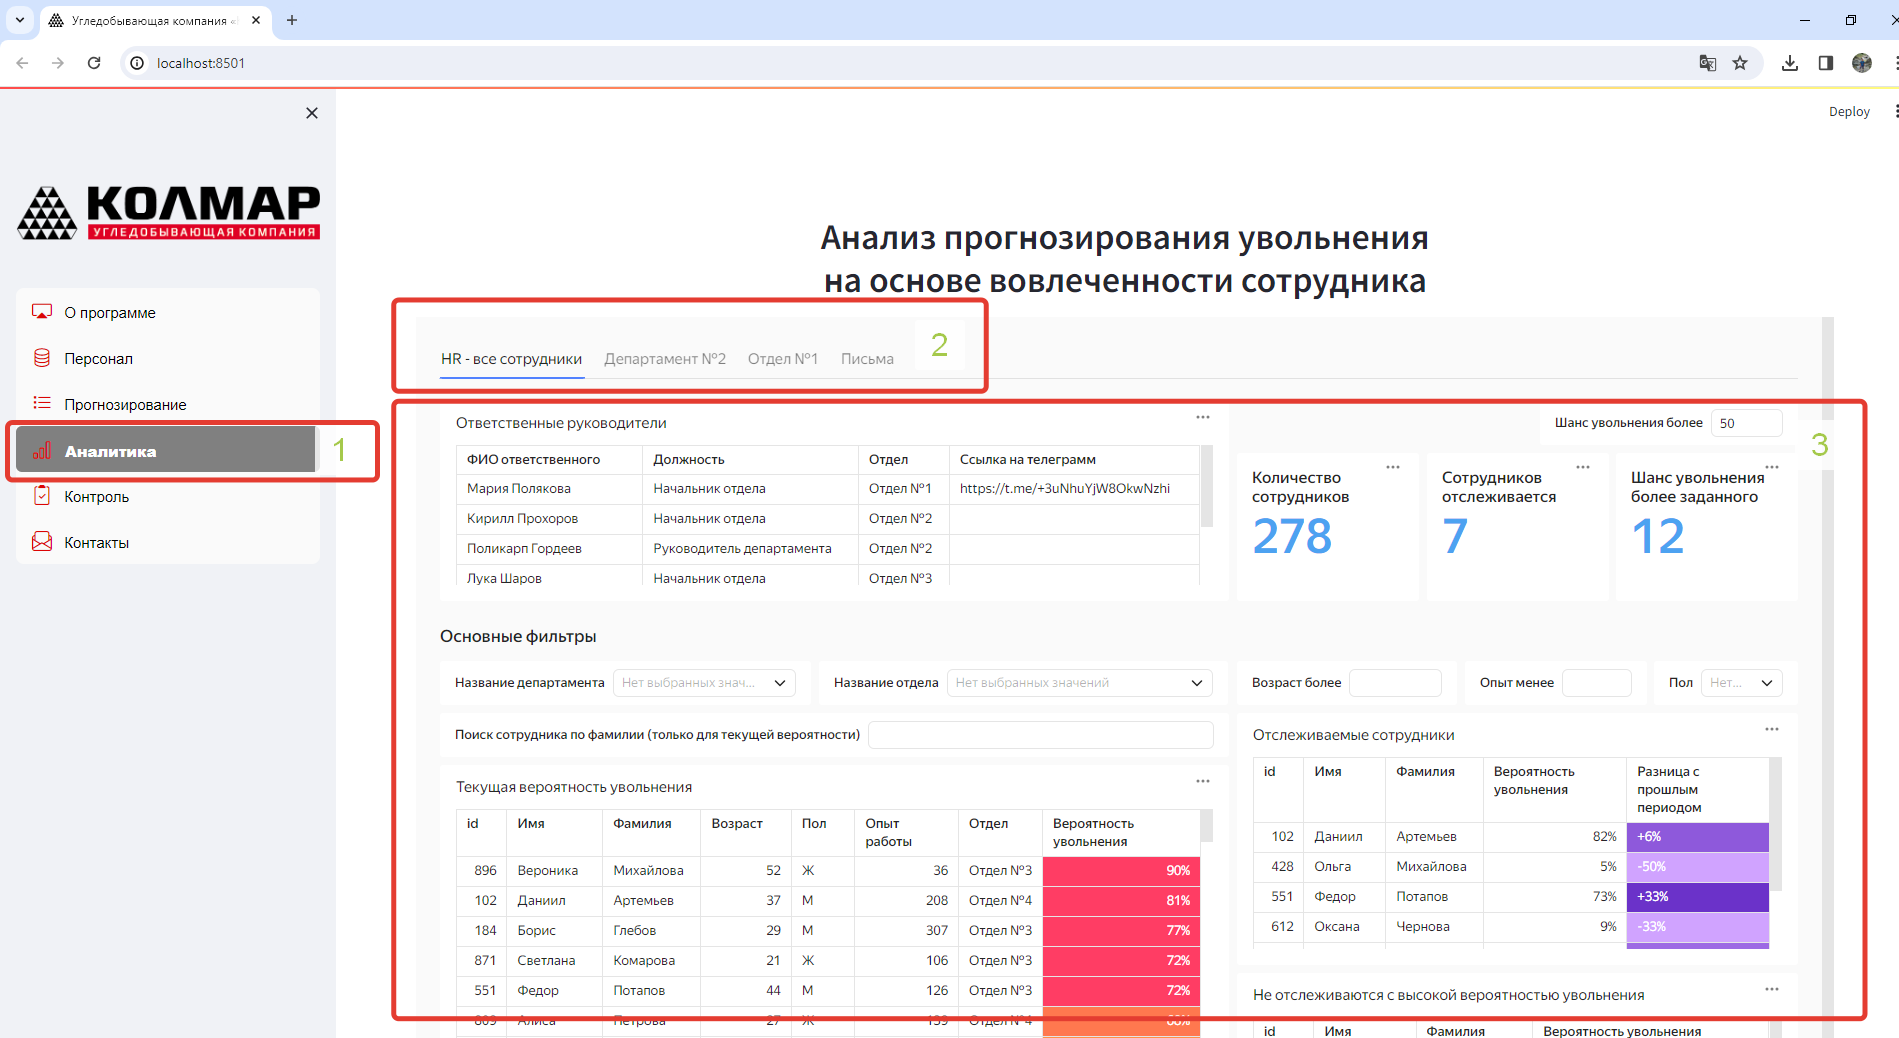 Угледобывающая компания «
localhost:8501
Deploy
КОЛМАР
УГЛЕДОБЫВАЮЩАЯ КОМПАНИЯ
О программе
Персонал
Прогнозирование
Аналитика
1
Контроль
Контакты
Анализ прогнозирования увольнения
на основе вовлеченности сотрудника
HR - все сотрудники Департамент №2 Отдел №1 Письма
2
Ответственные руководители
ФИО ответственного Должность Отдел Ссылка на телеграмм
Мария Полякова Начальник отдела Отдел №1 https://t.me/+3uNhuYjW8OkwNzhi
Кирилл Прохоров Начальник отдела Отдел №2
Поликарп Гордеев Руководитель департамента Отдел №2
Лука Шаров Начальник отдела Отдел №3
Шанс увольнения более 50
3
Количество
сотрудников
278
Сотрудников
отслеживается
7
Шанс увольнения
более заданного
12
Основные фильтры
Название департамента Нет выбранных знач...
Название отдела Нет выбранных значений
Возраст более
Опыт менее
Пол Нет...
Поиск сотрудника по фамилии (только для текущей вероятности)
Текущая вероятность увольнения
id Имя Фамилия Возраст Пол Опыт работы Отдел Вероятность увольнения
896 Вероника Михайлова 52 Ж 36 Отдел №3 90%
102 Даниил Артемьев 37 М 208 Отдел №4 81%
184 Борис Глебов 29 М 307 Отдел №3 77%
871 Светлана Комарова 21 Ж 106 Отдел №3 72%
551 Федор Потапов 44 М 126 Отдел №3 72%
809 Алиса Петрова 27 Ж 139 Отдел №4 68%
Отслеживаемые сотрудники
id Имя Фамилия Вероятность увольнения Разница с прошлым периодом
102 Даниил Артемьев 82% +6%
428 Ольга Михайлова 5% -50%
551 Федор Потапов 73% +33%
612 Оксана Чернова 9% -33%
Не отслеживаются с высокой вероятностью увольнения
id Имя Фамилия Вероятность увольнения